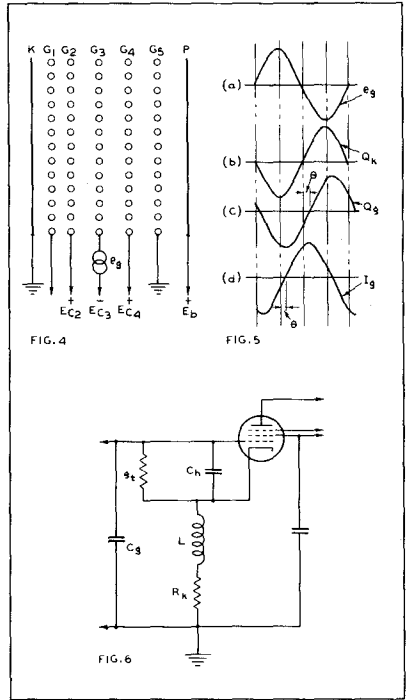 K G1 G2 G3 G4 G5 P
eg
+ − + +
EC2 EC3 EC4 Eb
FIG.4
(a) eg
(b) Qk
θ
(c) Qg
(d) Ig
θ
FIG.5
gt
Ch
Cg
L
Rk
FIG.6